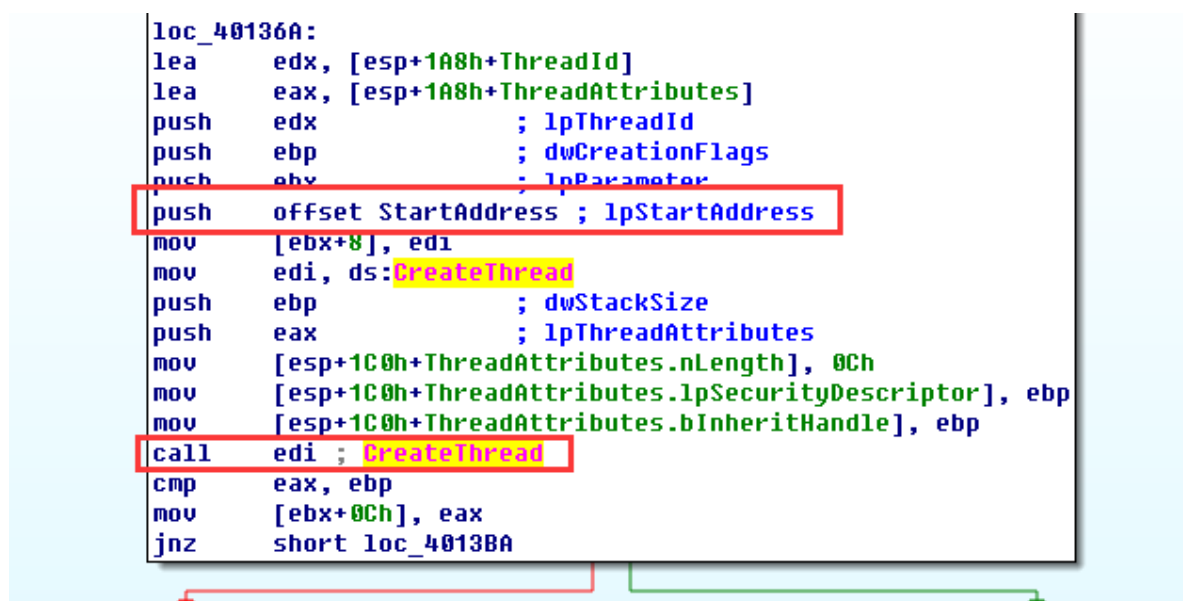 loc_40136A:
lea edx, [esp+1A8h+ThreadId]
lea eax, [esp+1A8h+ThreadAttributes]
push edx ; lpThreadId
push ebp ; dwCreationFlags
push ebx ; lpParameter
push offset StartAddress ; lpStartAddress
mov [ebx+8], edi
mov edi, ds:CreateThread
push ebp ; dwStackSize
push eax ; lpThreadAttributes
mov [esp+1C0h+ThreadAttributes.nLength], 0Ch
mov [esp+1C0h+ThreadAttributes.lpSecurityDescriptor], ebp
mov [esp+1C0h+ThreadAttributes.bInheritHandle], ebp
call edi ; CreateThread
cmp eax, ebp
mov [ebx+0Ch], eax
jnz short loc_4013BA